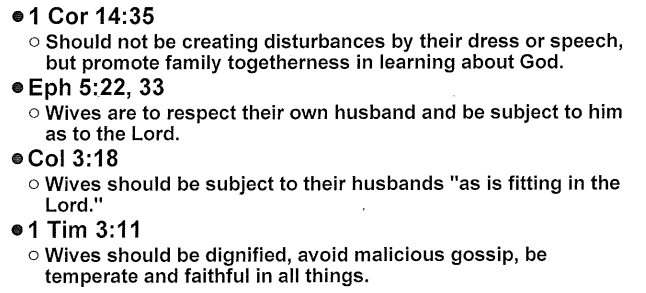 ● 1 Cor 14:35
○ Should not be creating disturbances by their dress or speech,
but promote family togetherness in learning about God.
● Eph 5:22, 33
○ Wives are to respect their own husband and be subject to him
as to the Lord.
● Col 3:18
○ Wives should be subject to their husbands "as is fitting in the
Lord."
● 1 Tim 3:11
○ Wives should be dignified, avoid malicious gossip, be
temperate and faithful in all things.